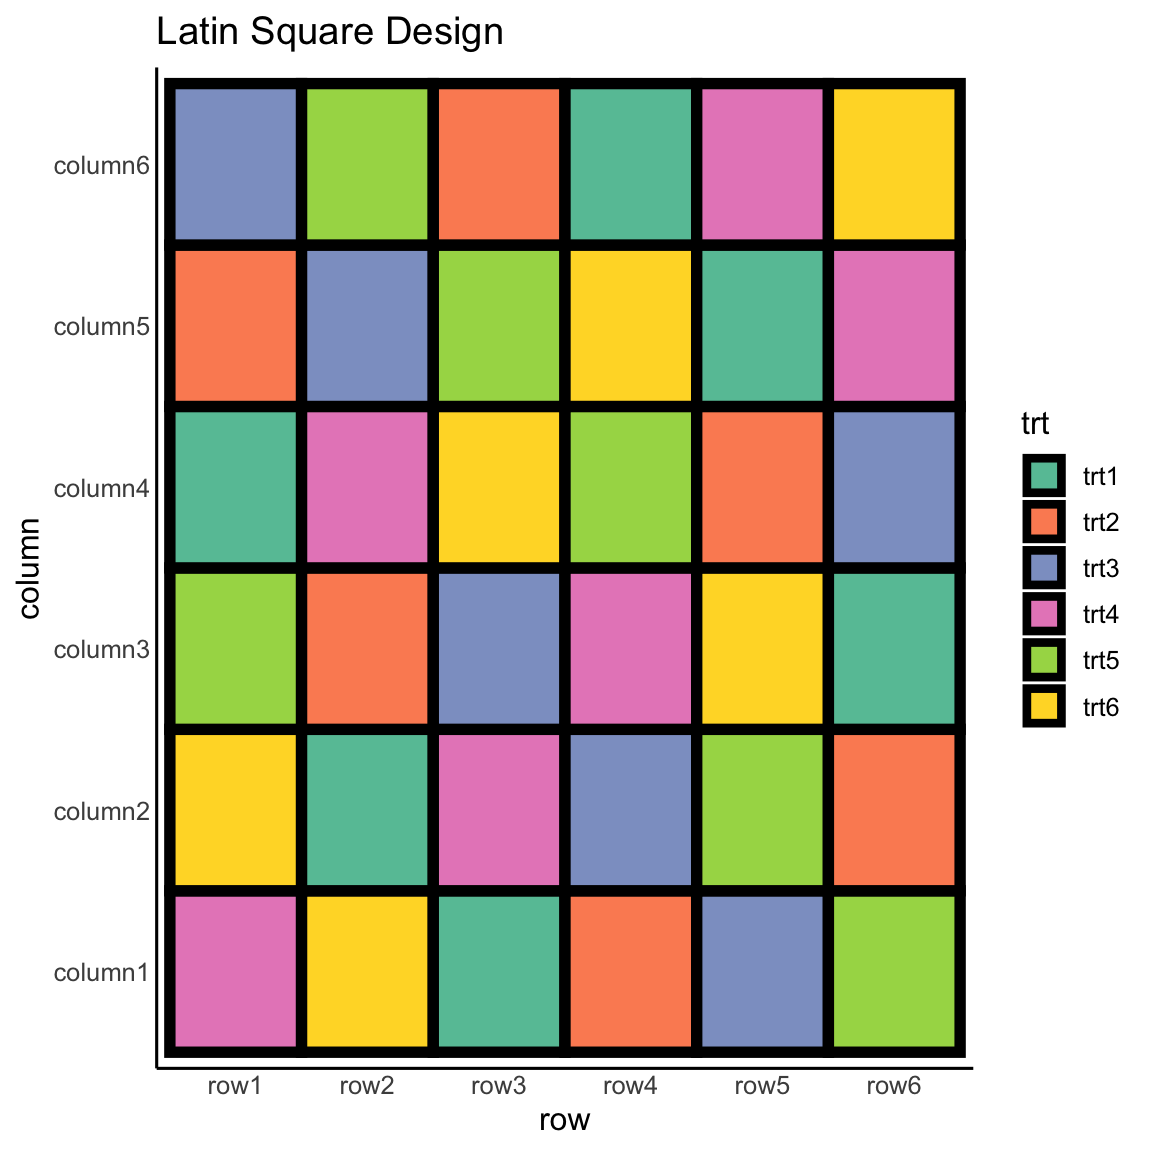 Latin Square Design
column6
column5
column4
column3
column2
column1
column
row1 row2 row3 row4 row5 row6
row
trt
trt1
trt2
trt3
trt4
trt5
trt6